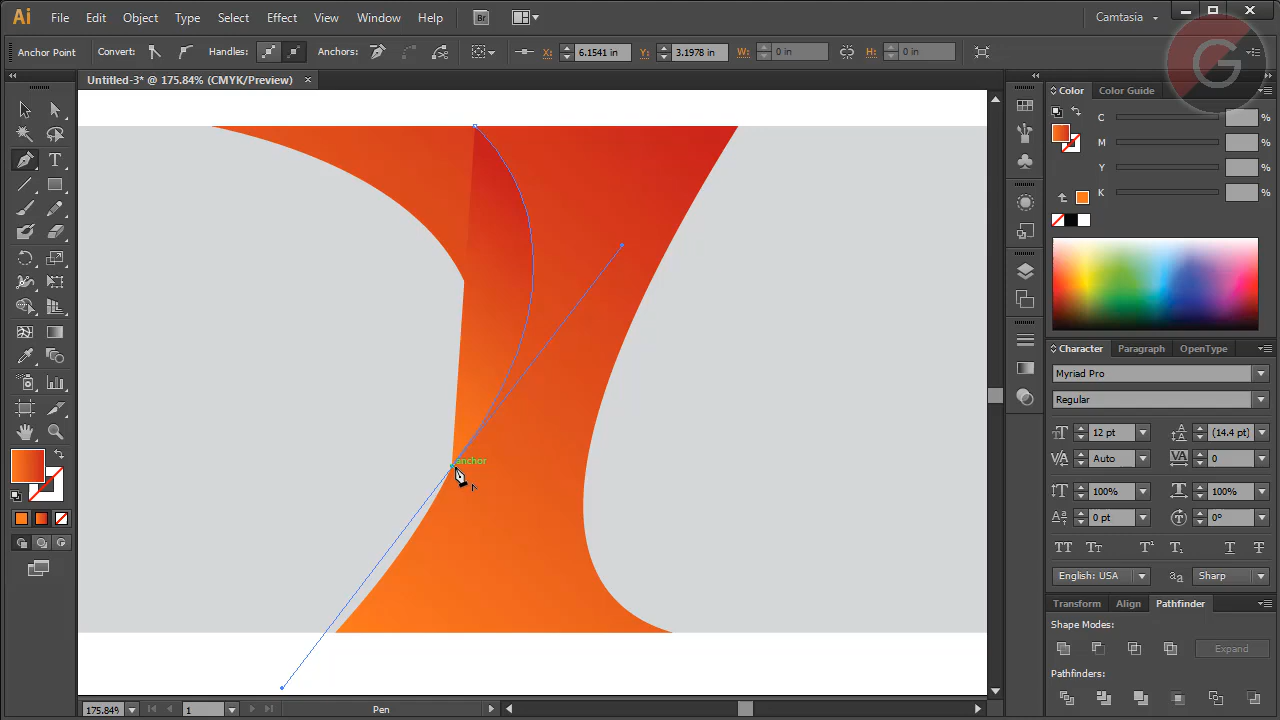 Ai File Edit Object Type Select Effect View Window Help Br Camtasia
Anchor Point Convert: Handles: Anchors: X: 6.1541 in Y: 3.1978 in W: 0 in H: 0 in
Untitled-3* @ 175.84% (CMYK/Preview) ×
Color Color Guide
C %
M %
Y %
K %
anchor
Character Paragraph OpenType
Myriad Pro
Regular
12 pt (14.4 pt)
Auto 0
100% 100%
0 pt 0°
English: USA Sharp
Transform Align Pathfinder
Shape Modes:
Expand
Pathfinders:
175.84% 1 Pen
G